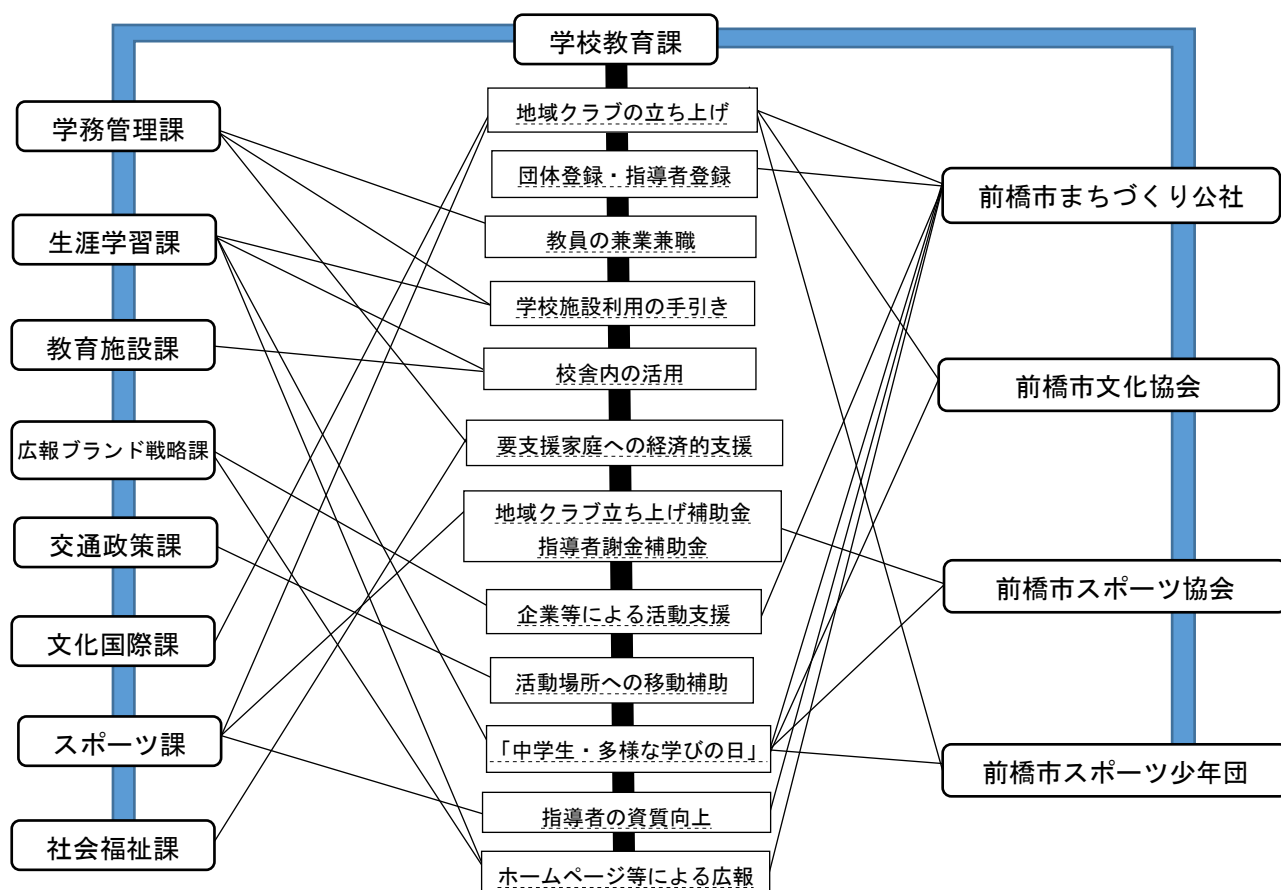 学校教育課
学務管理課
生涯学習課
教育施設課
広報ブランド戦略課
交通政策課
文化国際課
スポーツ課
社会福祉課
地域クラブの立ち上げ
団体登録・指導者登録
教員の兼業兼職
学校施設利用の手引き
校舎内の活用
要支援家庭への経済的支援
地域クラブ立ち上げ補助金
指導者謝金補助金
企業等による活動支援
活動場所への移動補助
「中学生・多様な学びの日」
指導者の資質向上
ホームページ等による広報
前橋市まちづくり公社
前橋市文化協会
前橋市スポーツ協会
前橋市スポーツ少年団